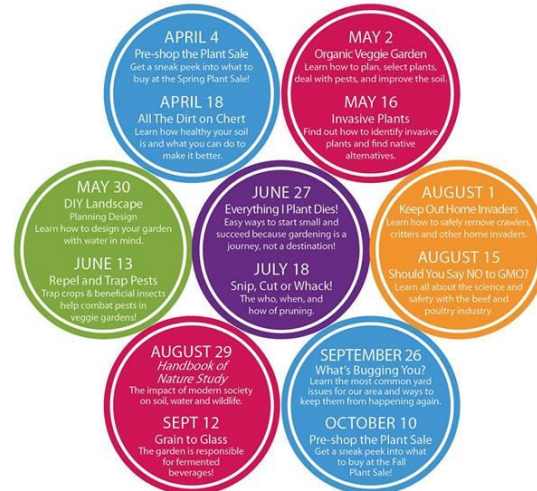 APRIL 4
Pre-shop the Plant Sale
Get a sneak peek into what to
buy at the Spring Plant Sale!
APRIL 18
All The Dirt on Chert
Learn how healthy your soil
is and what you can do to
make it better.
MAY 2
Organic Veggie Garden
Learn how to plan, select plants,
deal with pests, and improve the soil.
MAY 16
Invasive Plants
Find out how to identify invasive
plants and find native
alternatives.
MAY 30
DIY Landscape
Planning Design
Learn how to design your garden
with water in mind.
JUNE 13
Repel and Trap Pests
Trap crops & beneficial insects
help combat pests in
veggie gardens!
JUNE 27
Everything I Plant Dies!
Easy ways to start small and
succeed because gardening is a
journey, not a destination!
JULY 18
Snip, Cut or Whack!
The who, when, and
how of pruning.
AUGUST 1
Keep Out Home Invaders
Learn how to safely remove crawlers,
critters and other home invaders.
AUGUST 15
Should You Say NO to GMO?
Learn all about the science and
safety with the beef and
poultry industry.
AUGUST 29
Handbook of
Nature Study
The impact of modern society
on soil, water and wildlife.
SEPT 12
Grain to Glass
The garden is responsible
for fermented
beverages!
SEPTEMBER 26
What's Bugging You?
Learn the most common yard
issues for our area and ways to
keep them from happening again.
OCTOBER 10
Pre-shop the Plant Sale
Get a sneak peek into what
to buy at the Fall
Plant Sale!